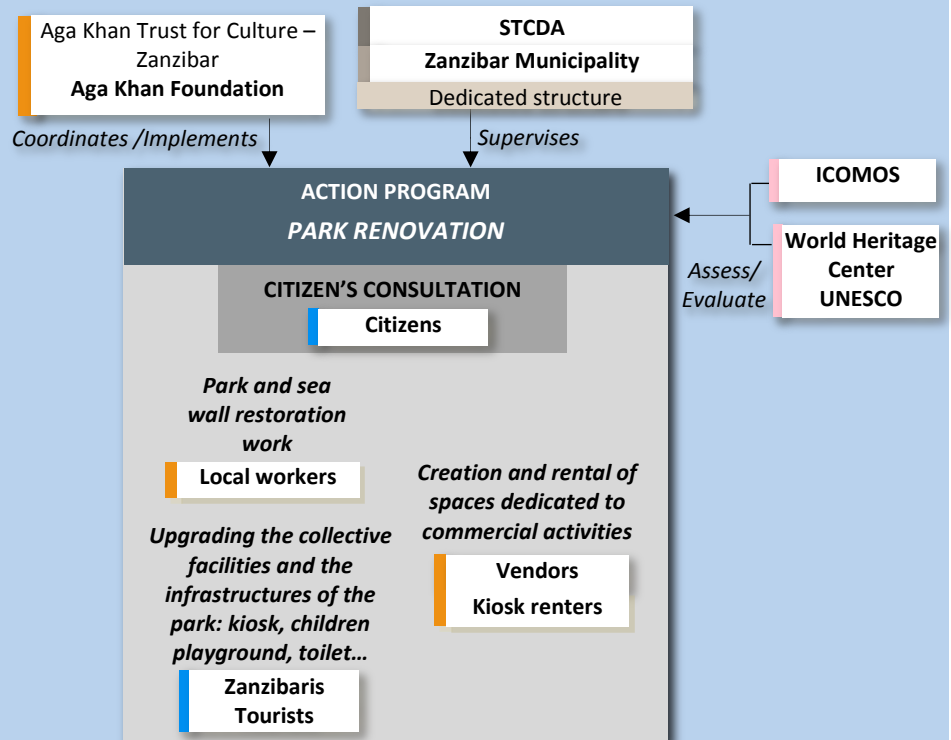 Aga Khan Trust for Culture –
Zanzibar
Aga Khan Foundation
STCDA
Zanzibar Municipality
Dedicated structure
Coordinates /Implements
Supervises
ACTION PROGRAM
PARK RENOVATION
ICOMOS
World Heritage
Center
UNESCO
Assess/
Evaluate
CITIZEN'S CONSULTATION
Citizens
Park and sea
wall restoration
work
Local workers
Creation and rental of
spaces dedicated to
commercial activities
Vendors
Kiosk renters
Upgrading the collective
facilities and the
infrastructures of the
park: kiosk, children
playground, toilet…
Zanzibaris
Tourists